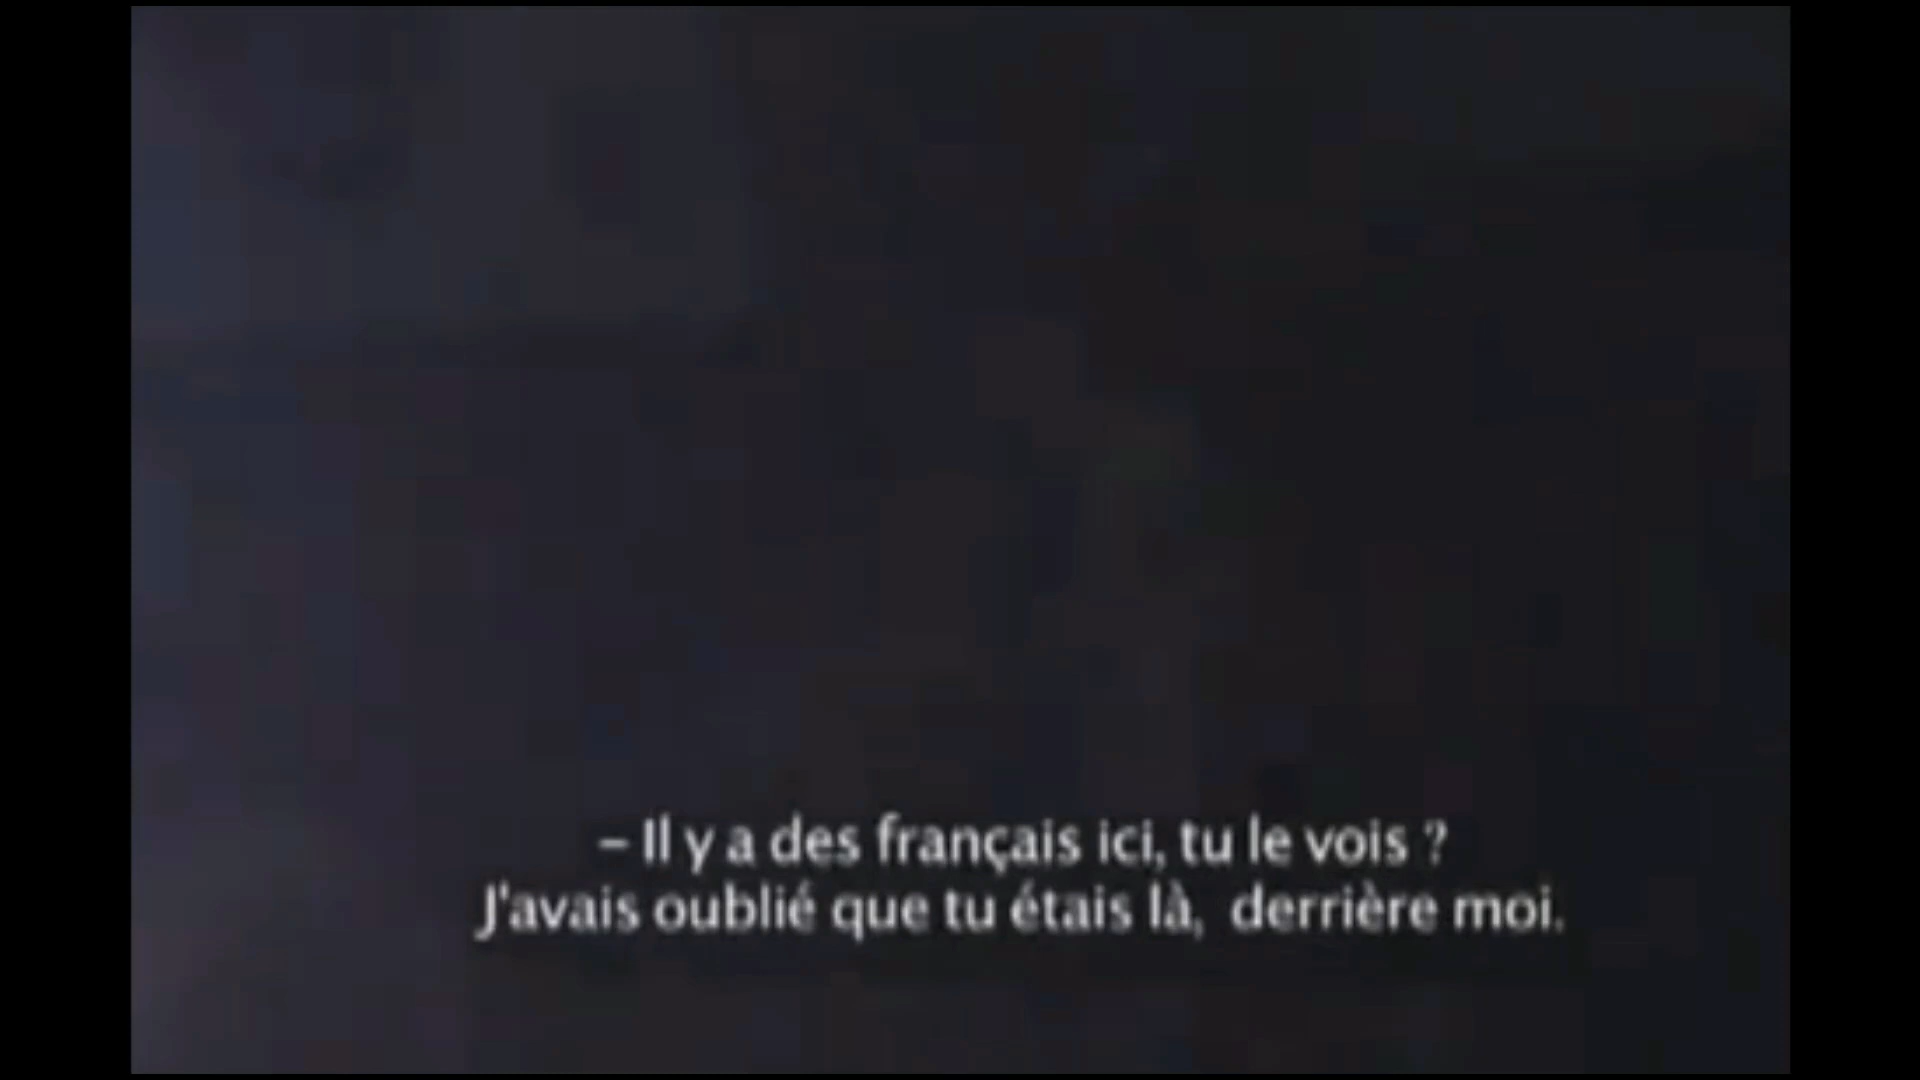 – Il y a des français ici, tu le vois ?
J'avais oublié que tu étais là, derrière moi.